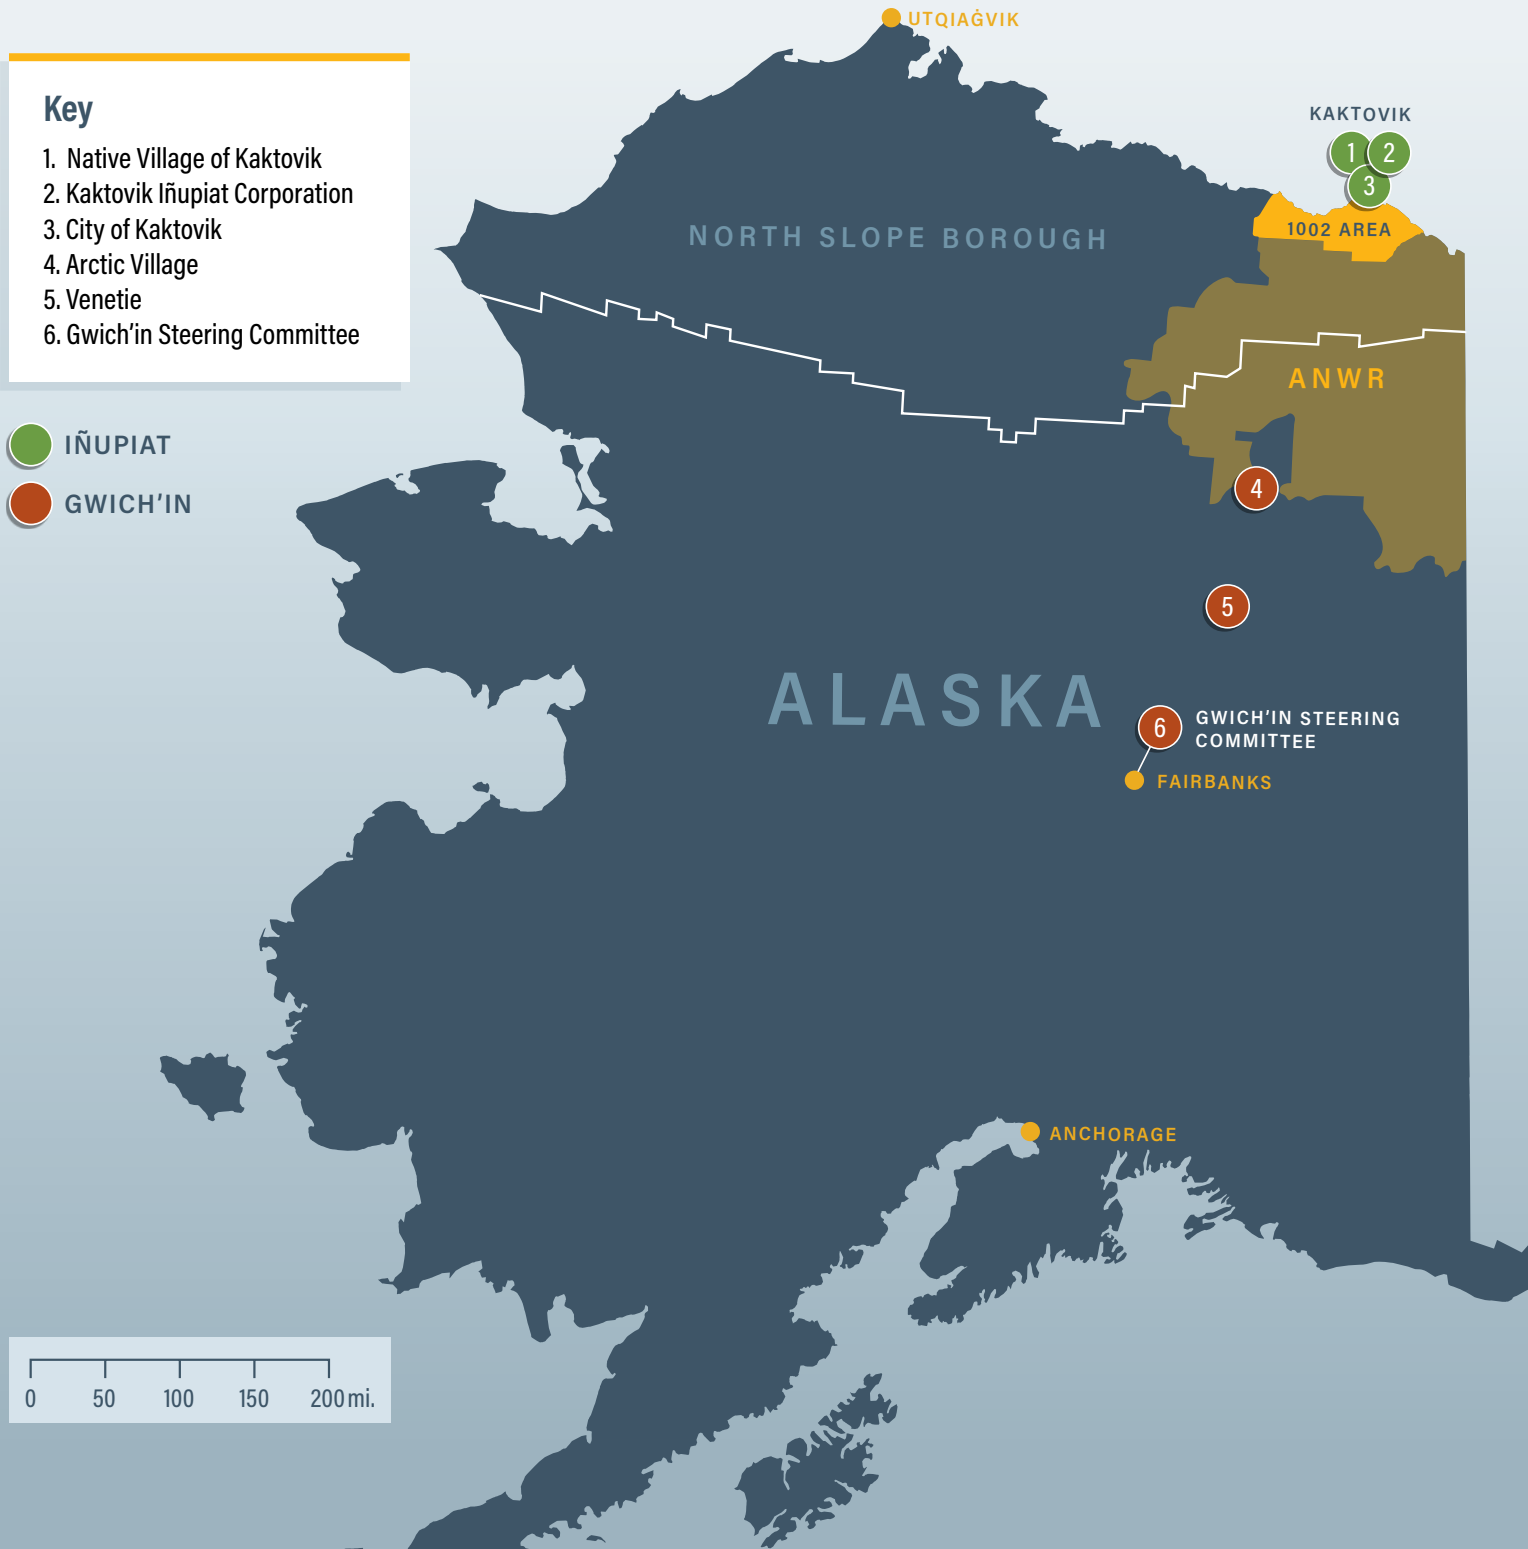 UTQIAĠVIK
Key
1. Native Village of Kaktovik
2. Kaktovik Iñupiat Corporation
3. City of Kaktovik
4. Arctic Village
5. Venetie
6. Gwich'in Steering Committee
IÑUPIAT
GWICH'IN
KAKTOVIK
1
2
3
1002 AREA
NORTH SLOPE BOROUGH
ANWR
4
5
ALASKA
6
GWICH'IN STEERING
COMMITTEE
FAIRBANKS
ANCHORAGE
0 50 100 150 200 mi.